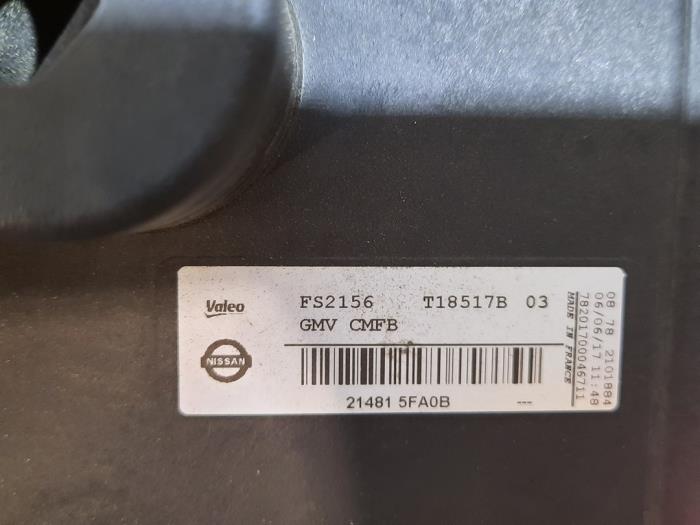 Valeo FS2156 T18517B 03
GMV CMFB
NISSAN
21481 5FA0B ---
MADE IN FRANCE
782017000046711
06/06/17 11:48
08 78 2101884